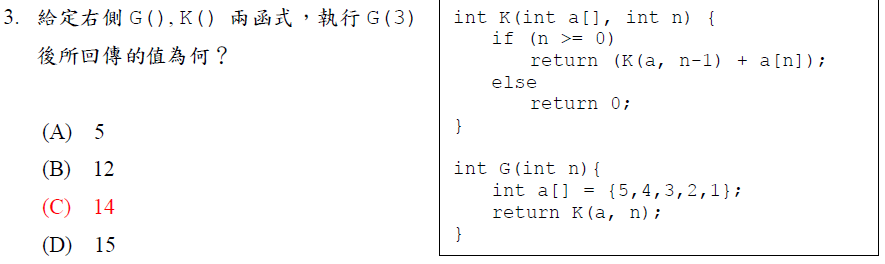 3. 給定右側 G(), K() 兩函式，執行 G(3)
後所回傳的值為何？
(A) 5
(B) 12
(C) 14
(D) 15
int K(int a[], int n) {
    if (n >= 0)
        return (K(a, n-1) + a[n]);
    else
        return 0;
}
int G(int n){
    int a[] = {5,4,3,2,1};
    return K(a, n);
}